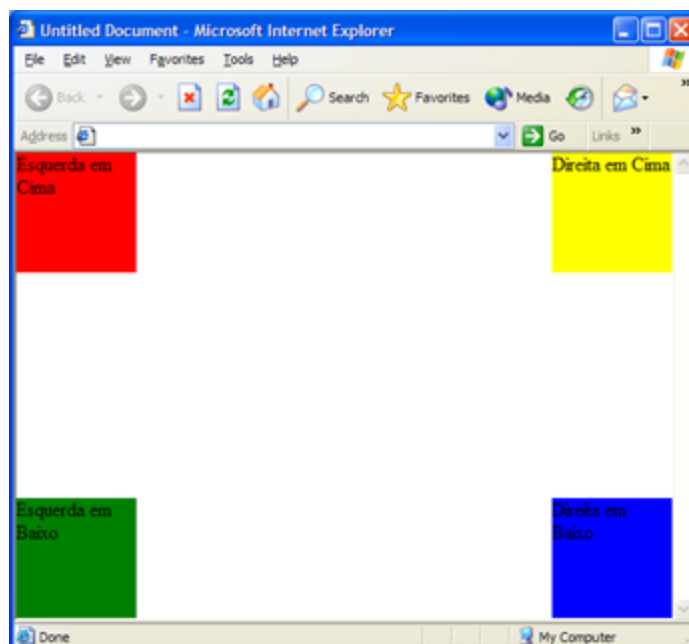 Untitled Document - Microsoft Internet Explorer
File Edit View Favorites Tools Help
Back Search Favorites Media
Address Go Links
Esquerda em
Cima
Direita em Cima
Esquerda em
Baixo
Direita em
Baixo
Done My Computer